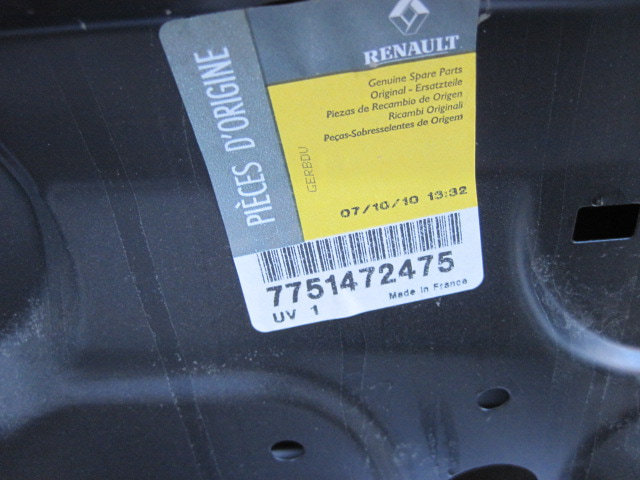 RENAULT
PIÈCES D'ORIGINE
Genuine Spare Parts
Original - Ersatzteile
Piezas de Recambio de Origen
Ricambi Originali
Peças-Sobresselentes de Origem
GERBDU
07/10/10 13:32
7751472475
UV 1
Made in France